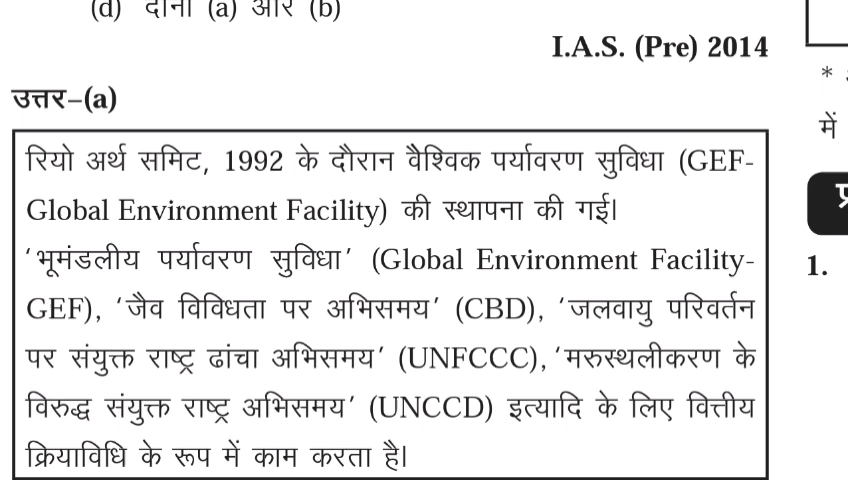 (d) दोनों (a) और (b)
I.A.S. (Pre) 2014
उत्तर–(a)
रियो अर्थ समिट, 1992 के दौरान वैश्विक पर्यावरण सुविधा (GEF-
Global Environment Facility) की स्थापना की गई।
‘भूमंडलीय पर्यावरण सुविधा’ (Global Environment Facility-
GEF), ‘जैव विविधता पर अभिसमय’ (CBD), ‘जलवायु परिवर्तन
पर संयुक्त राष्ट्र ढांचा अभिसमय’ (UNFCCC), ‘मरुस्थलीकरण के
विरुद्ध संयुक्त राष्ट्र अभिसमय’ (UNCCD) इत्यादि के लिए वित्तीय
क्रियाविधि के रूप में काम करता है।
*
में
1.